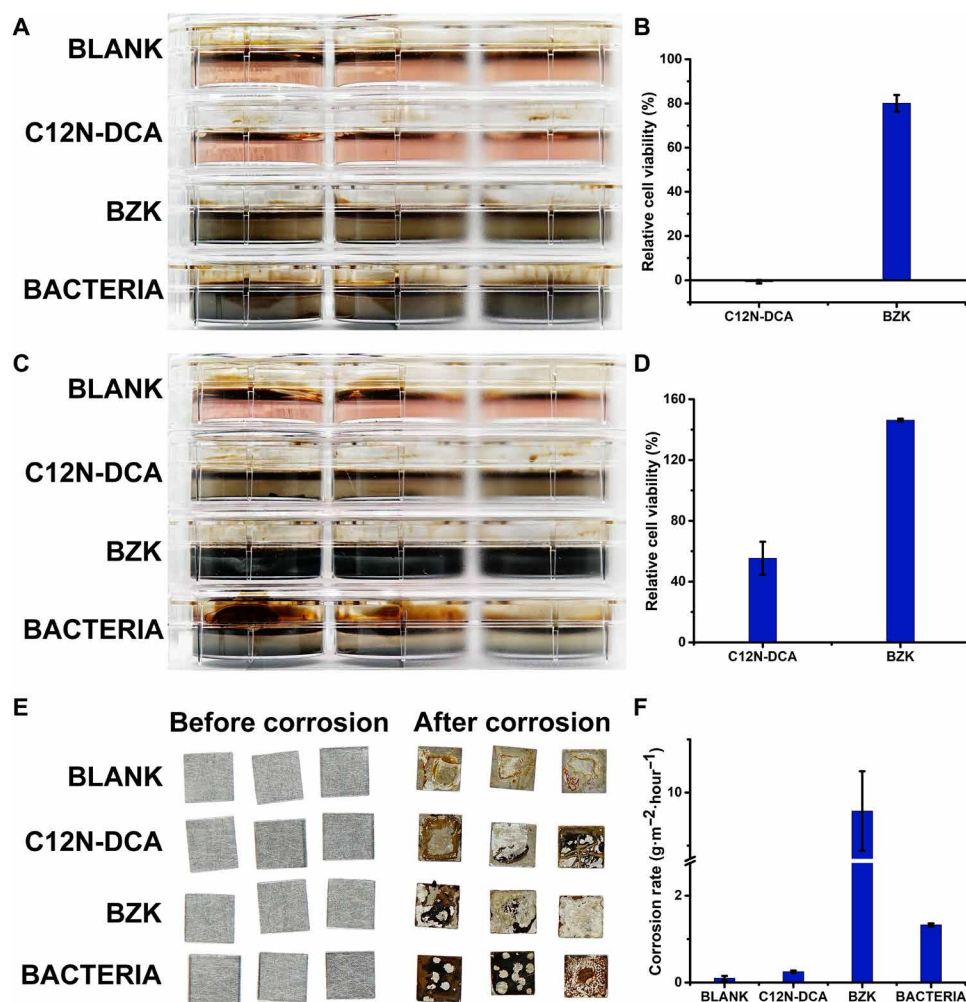 A
BLANK
C12N-DCA
BZK
BACTERIA
B
Relative cell viability (%)
100
80
60
40
20
0
C12N-DCA
BZK
C
BLANK
C12N-DCA
BZK
BACTERIA
D
Relative cell viability (%)
160
120
80
40
0
C12N-DCA
BZK
E
Before corrosion After corrosion
BLANK
C12N-DCA
BZK
BACTERIA
F
Corrosion rate (g·m⁻²·hour⁻¹)
10
2
0
BLANK C12N-DCA BZK BACTERIA